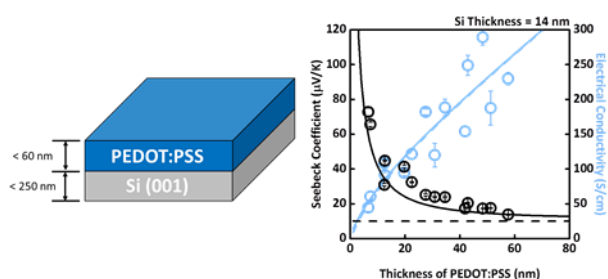 PEDOT:PSS
Si (001)
< 60 nm
< 250 nm
Si Thickness = 14 nm
Seebeck Coefficient (μV/K)
120
100
80
60
40
20
0
Electrical Conductivity (S/cm)
300
250
200
150
100
50
0
0 20 40 60 80
Thickness of PEDOT:PSS (nm)